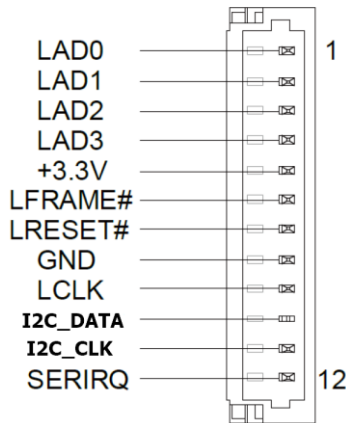 LAD0 1
LAD1
LAD2
LAD3
+3.3V
LFRAME#
LRESET#
GND
LCLK
I2C_DATA
I2C_CLK
SERIRQ 12